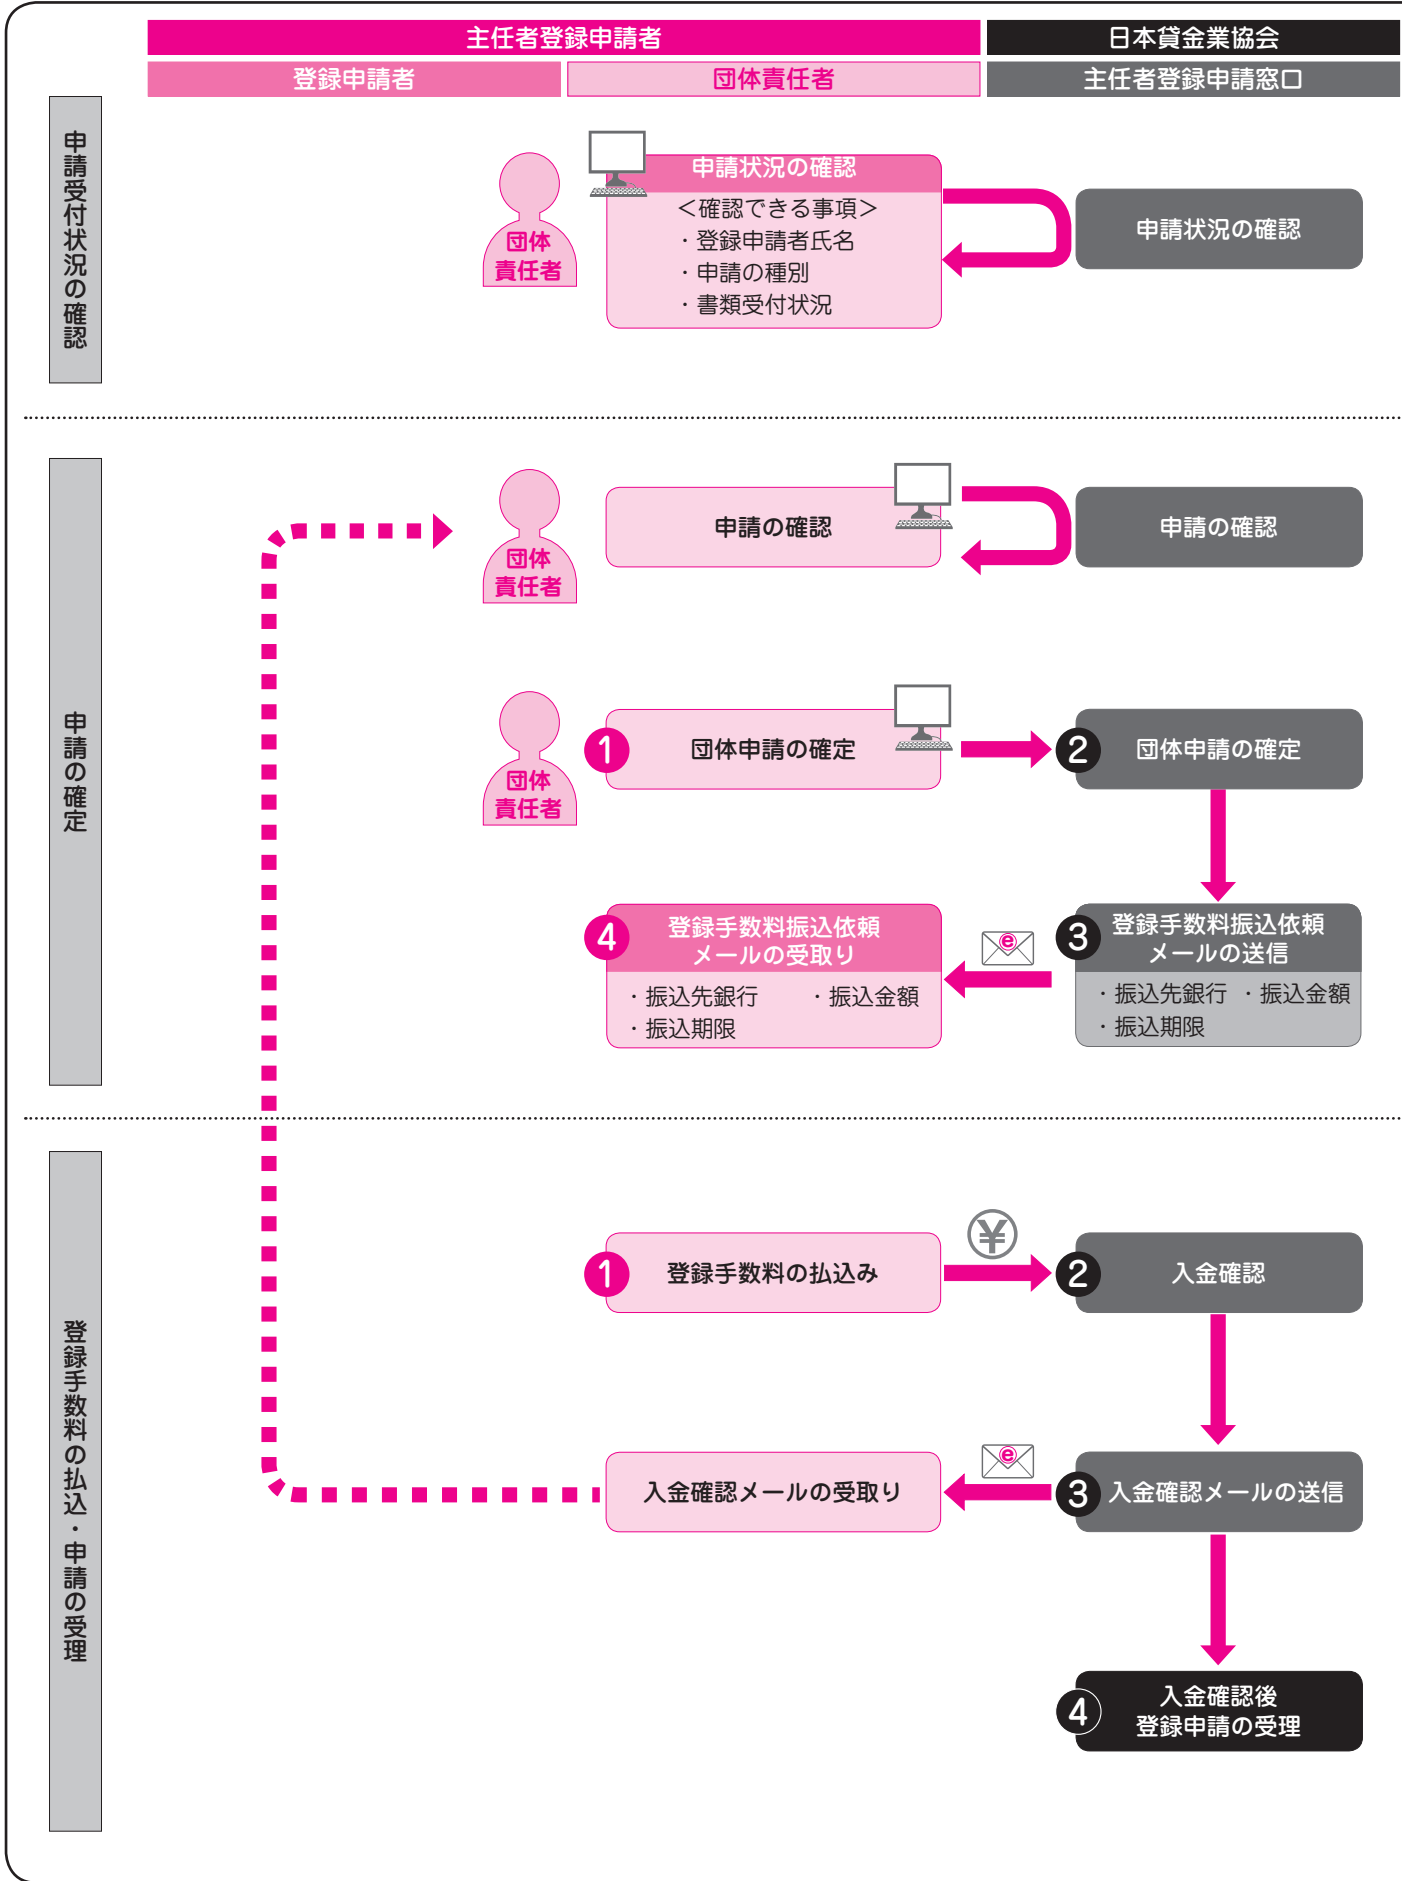 主任者登録申請者
日本貸金業協会
登録申請者
団体責任者
主任者登録申請窓口
申請受付状況の確認
団体
責任者
申請状況の確認
＜確認できる事項＞
・登録申請者氏名
・申請の種別
・書類受付状況
申請状況の確認
申請の確定
団体
責任者
申請の確認
申請の確認
団体
責任者
❶ 団体申請の確定
❷ 団体申請の確定
❹ 登録手数料振込依頼
メールの受取り
・振込先銀行 ・振込金額
・振込期限
e
❸ 登録手数料振込依頼
メールの送信
・振込先銀行 ・振込金額
・振込期限
登録手数料の払込・申請の受理
❶ 登録手数料の払込み
¥
❷ 入金確認
入金確認メールの受取り
e
❸ 入金確認メールの送信
❹ 入金確認後
登録申請の受理